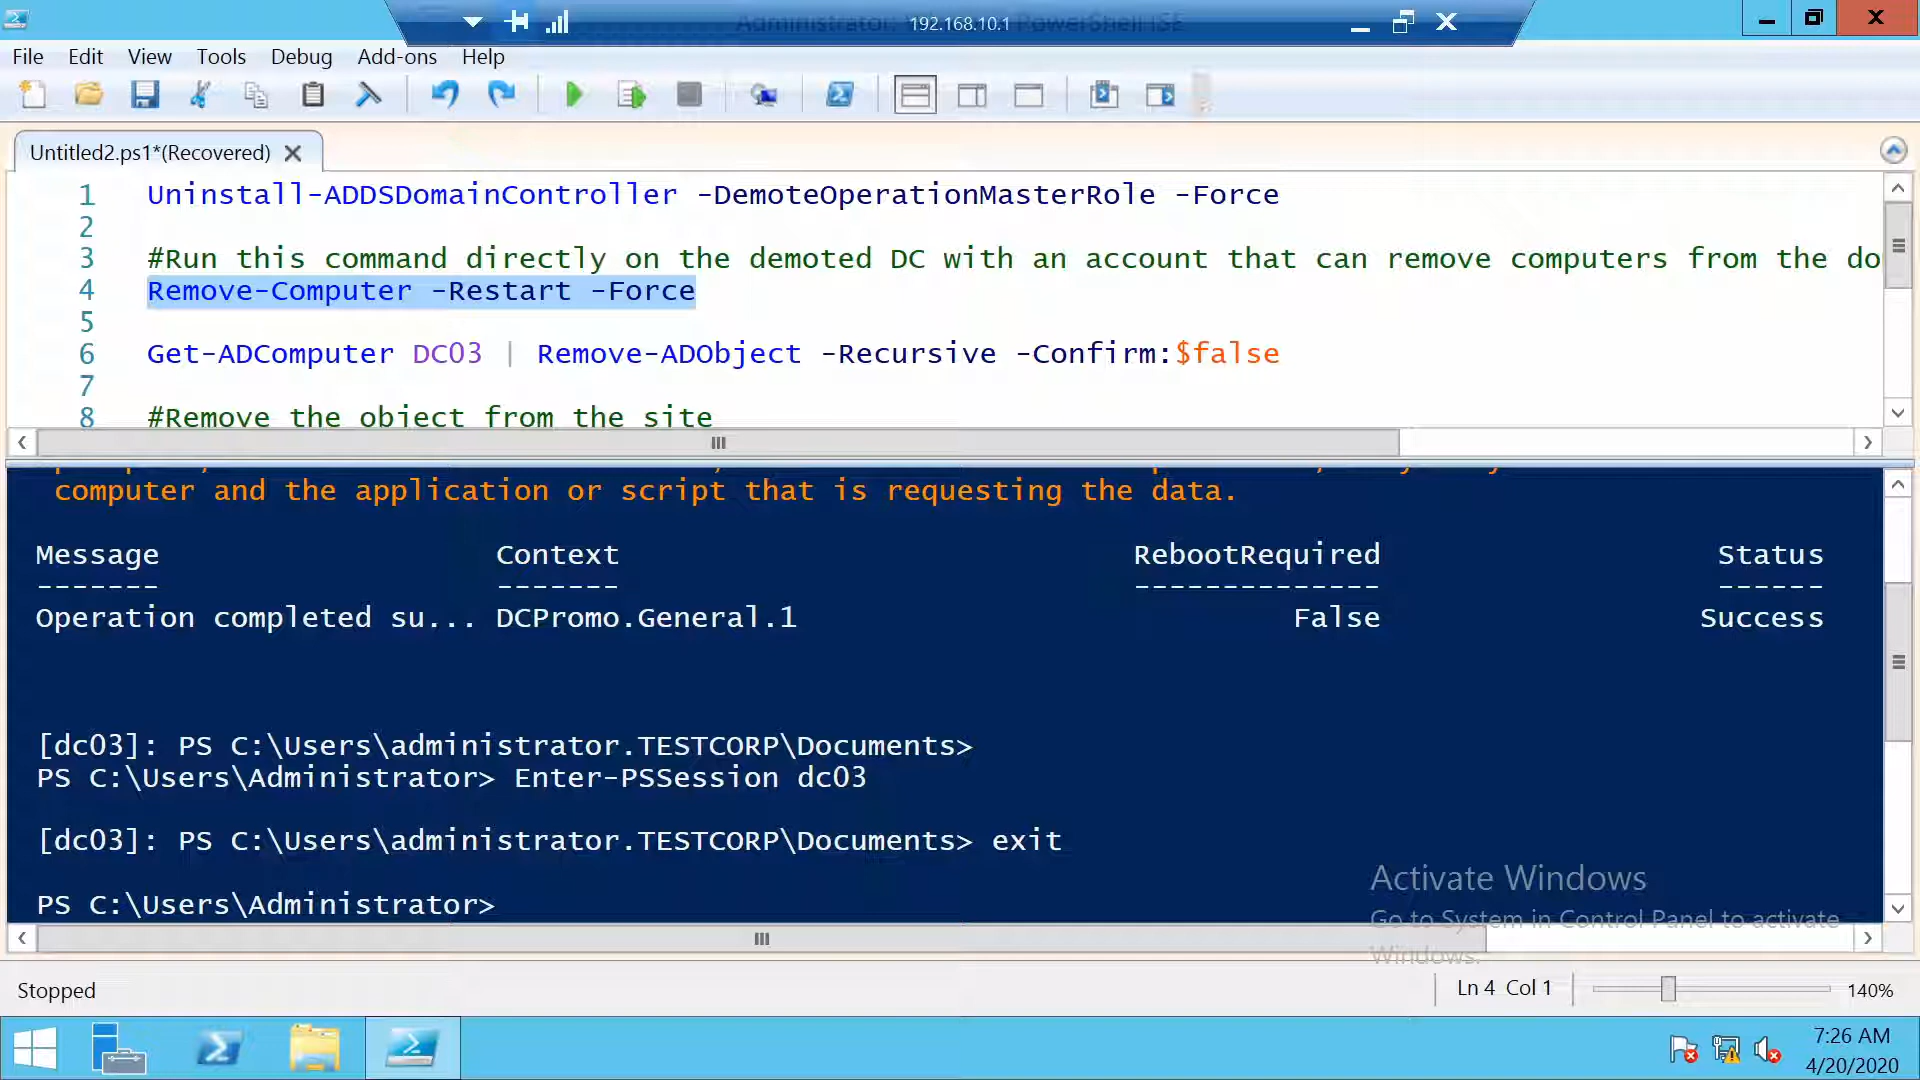 Administrator: Windows PowerShell ISE
192.168.10.1
File Edit View Tools Debug Add-ons Help
Untitled2.ps1*(Recovered)
1 Uninstall-ADDSDomainController -DemoteOperationMasterRole -Force
2
3 #Run this command directly on the demoted DC with an account that can remove computers from the do
4 Remove-Computer -Restart -Force
5
6 Get-ADComputer DC03 | Remove-ADObject -Recursive -Confirm:$false
7
8 #Remove the object from the site
computer and the application or script that is requesting the data.
Message Context RebootRequired Status
------- ------- -------------- ------
Operation completed su... DCPromo.General.1 False Success
[dc03]: PS C:\Users\administrator.TESTCORP\Documents>
PS C:\Users\Administrator> Enter-PSSession dc03
[dc03]: PS C:\Users\administrator.TESTCORP\Documents> exit
PS C:\Users\Administrator>
Activate Windows
Go to System in Control Panel to activate
Windows.
Stopped
Ln 4 Col 1
140%
7:26 AM
4/20/2020